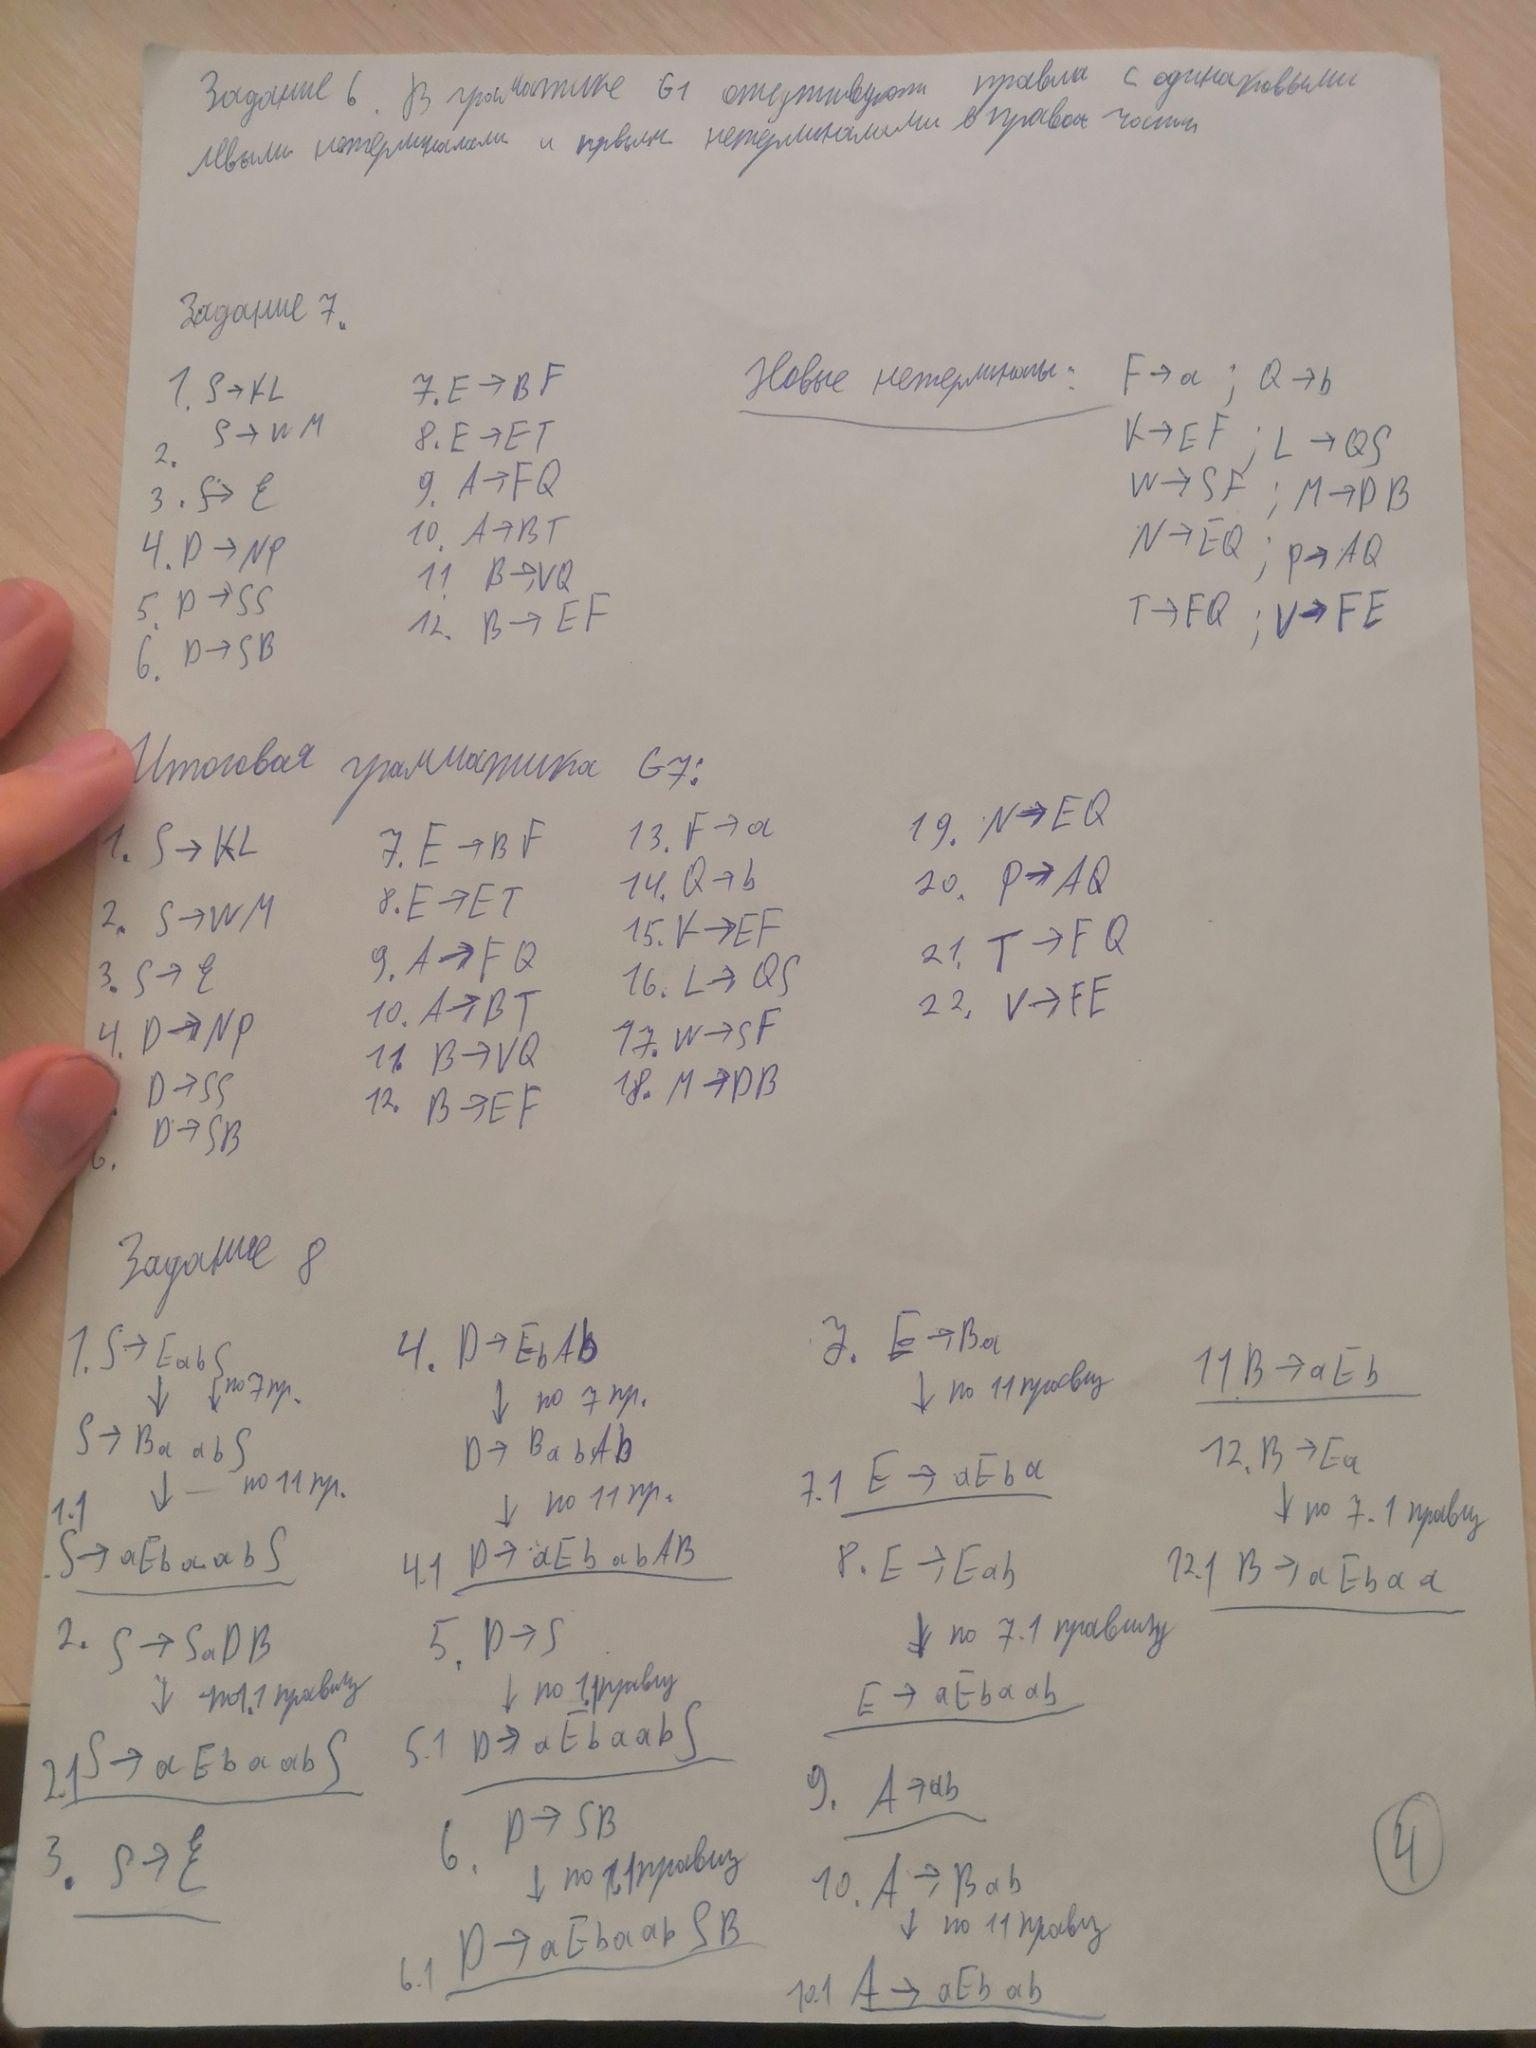 Задание 6. В грамматике G1 отсутствуют правила с одинаковыми
левыми нетерминалами и первыми нетерминалами в правой части
Задание 7.
1. S→KL
2. S→WM
3. S→ε
4. D→NP
5. D→SS
6. D→SB
7. E→BF
8. E→ET
9. A→FQ
10. A→BT
11. B→VQ
12. B→EF
Новые нетерминалы: F→a ; Q→b
K→EF ; L→QS
W→SF ; M→DB
N→EQ ; P→AQ
T→FQ ; V→FE
Итоговая грамматика G7:
1. S→KL
2. S→WM
3. S→ε
4. D→NP
D→SS
6. D→SB
7. E→BF
8. E→ET
9. A→FQ
10. A→BT
11. B→VQ
12. B→EF
13. F→a
14. Q→b
15. K→EF
16. L→QS
17. W→SF
18. M→DB
19. N→EQ
20. P→AQ
21. T→FQ
22. V→FE
Задание 8
1. S→EabS
↓ ↓ по 7 пр.
S→Ba abS
↓ — по 11 пр.
1.1
S→aEbaabS
2. S→SaDB
↓ по 1.1 правилу
2.1 S→aEbaabS
3. S→ε
4. D→EbAb
↓ по 7 пр.
D→BabAb
↓ по 11 пр.
4.1 D→aEbabAB
5. D→S
↓ по 1.1 правилу
5.1 D→aEbaabS
6. D→SB
↓ по 1.1 правилу
6.1 D→aEbaabSB
7. E→Ba
↓ по 11 правилу
7.1 E→aEba
8. E→Eab
↓ по 7.1 правилу
E→aEbaab
9. A→ab
10. A→Bab
↓ по 11 правилу
10.1 A→aEbab
11. B→aEb
12. B→Ea
↓ по 7.1 правилу
12.1 B→aEbaa
4